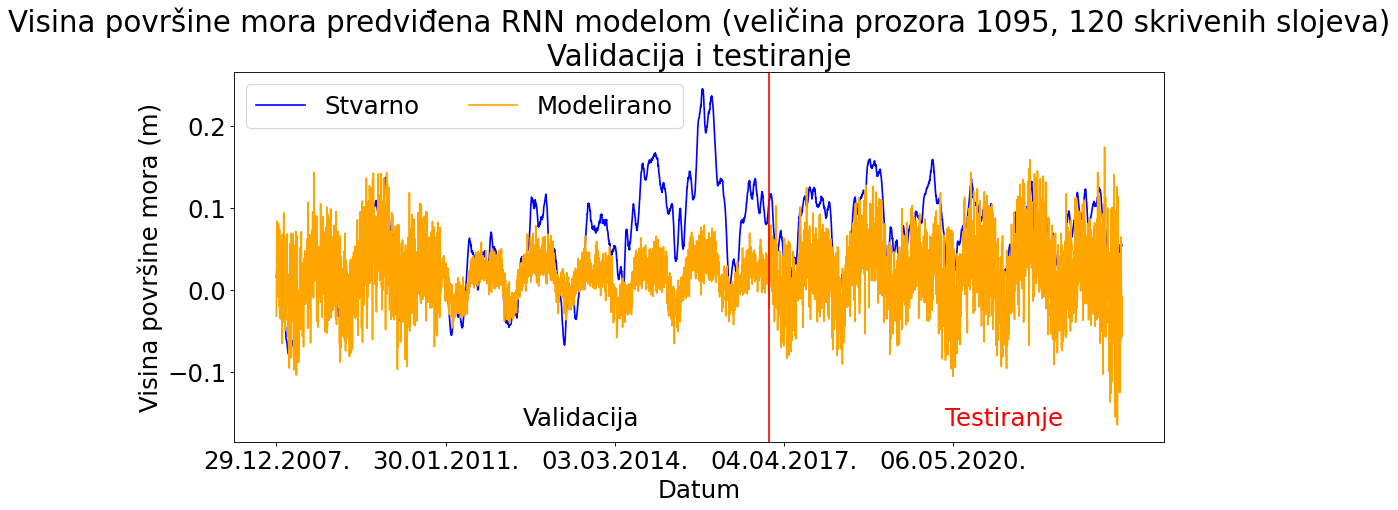 Visina površine mora predviđena RNN modelom (veličina prozora 1095, 120 skrivenih slojeva)
Validacija i testiranje
Stvarno
Modelirano
Visina površine mora (m)
0.2
0.1
0.0
−0.1
Validacija
Testiranje
29.12.2007.
30.01.2011.
03.03.2014.
04.04.2017.
06.05.2020.
Datum